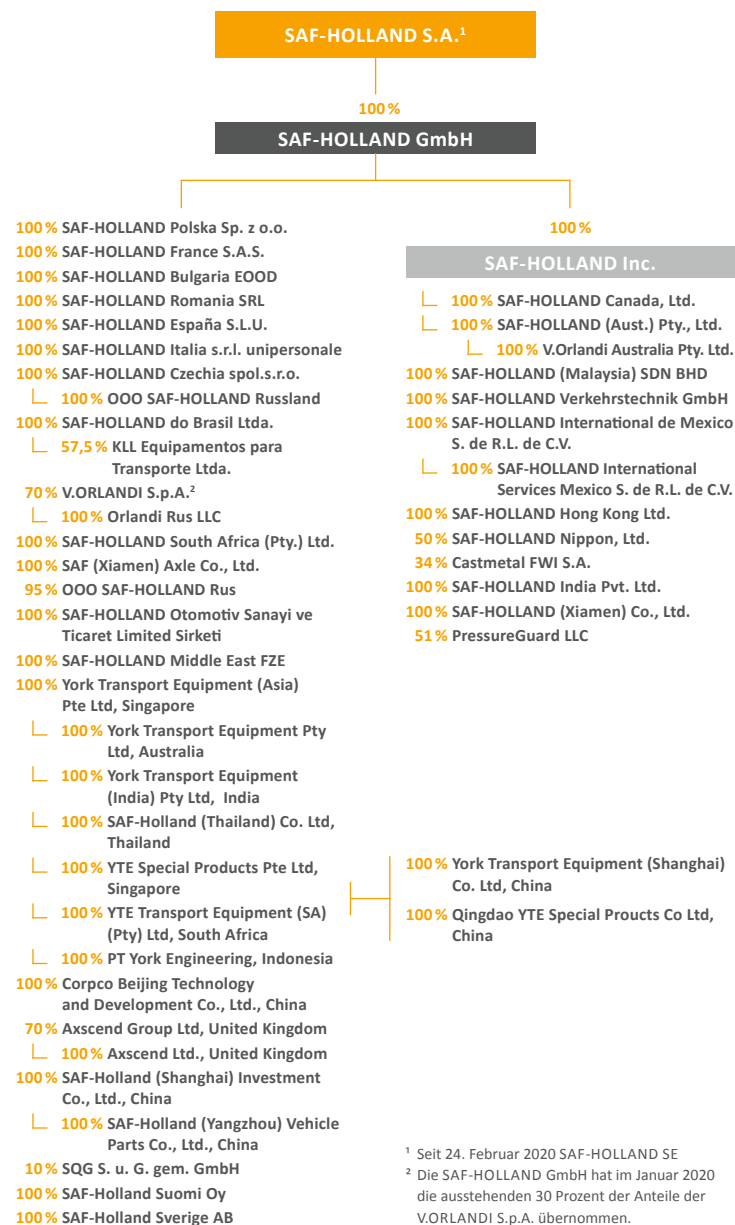 SAF-HOLLAND S.A.¹
100 %
SAF-HOLLAND GmbH
100 % SAF-HOLLAND Polska Sp. z o.o.
100 % SAF-HOLLAND France S.A.S.
100 % SAF-HOLLAND Bulgaria EOOD
100 % SAF-HOLLAND Romania SRL
100 % SAF-HOLLAND España S.L.U.
100 % SAF-HOLLAND Italia s.r.l. unipersonale
100 % SAF-HOLLAND Czechia spol.s.r.o.
100 % OOO SAF-HOLLAND Russland
100 % SAF-HOLLAND do Brasil Ltda.
57,5 % KLL Equipamentos para
Transporte Ltda.
70 % V.ORLANDI S.p.A.²
100 % Orlandi Rus LLC
100 % SAF-HOLLAND South Africa (Pty.) Ltd.
100 % SAF (Xiamen) Axle Co., Ltd.
95 % OOO SAF-HOLLAND Rus
100 % SAF-HOLLAND Otomotiv Sanayi ve
Ticaret Limited Sirketi
100 % SAF-HOLLAND Middle East FZE
100 % York Transport Equipment (Asia)
Pte Ltd, Singapore
100 % York Transport Equipment Pty
Ltd, Australia
100 % York Transport Equipment
(India) Pty Ltd, India
100 % SAF-Holland (Thailand) Co. Ltd,
Thailand
100 % YTE Special Products Pte Ltd,
Singapore
100 % YTE Transport Equipment (SA)
(Pty) Ltd, South Africa
100 % PT York Engineering, Indonesia
100 % Corpco Beijing Technology
and Development Co., Ltd., China
70 % Axscend Group Ltd, United Kingdom
100 % Axscend Ltd., United Kingdom
100 % SAF-Holland (Shanghai) Investment
Co., Ltd., China
100 % SAF-Holland (Yangzhou) Vehicle
Parts Co., Ltd., China
10 % SQG S. u. G. gem. GmbH
100 % SAF-Holland Suomi Oy
100 % SAF-Holland Sverige AB
100 %
SAF-HOLLAND Inc.
100 % SAF-HOLLAND Canada, Ltd.
100 % SAF-HOLLAND (Aust.) Pty., Ltd.
100 % V.Orlandi Australia Pty. Ltd.
100 % SAF-HOLLAND (Malaysia) SDN BHD
100 % SAF-HOLLAND Verkehrstechnik GmbH
100 % SAF-HOLLAND International de Mexico
S. de R.L. de C.V.
100 % SAF-HOLLAND International
Services Mexico S. de R.L. de C.V.
100 % SAF-HOLLAND Hong Kong Ltd.
50 % SAF-HOLLAND Nippon, Ltd.
34 % Castmetal FWI S.A.
100 % SAF-HOLLAND India Pvt. Ltd.
100 % SAF-HOLLAND (Xiamen) Co., Ltd.
51 % PressureGuard LLC
100 % York Transport Equipment (Shanghai)
Co. Ltd, China
100 % Qingdao YTE Special Proucts Co Ltd,
China
¹ Seit 24. Februar 2020 SAF-HOLLAND SE
² Die SAF-HOLLAND GmbH hat im Januar 2020
die ausstehenden 30 Prozent der Anteile der
V.ORLANDI S.p.A. übernommen.